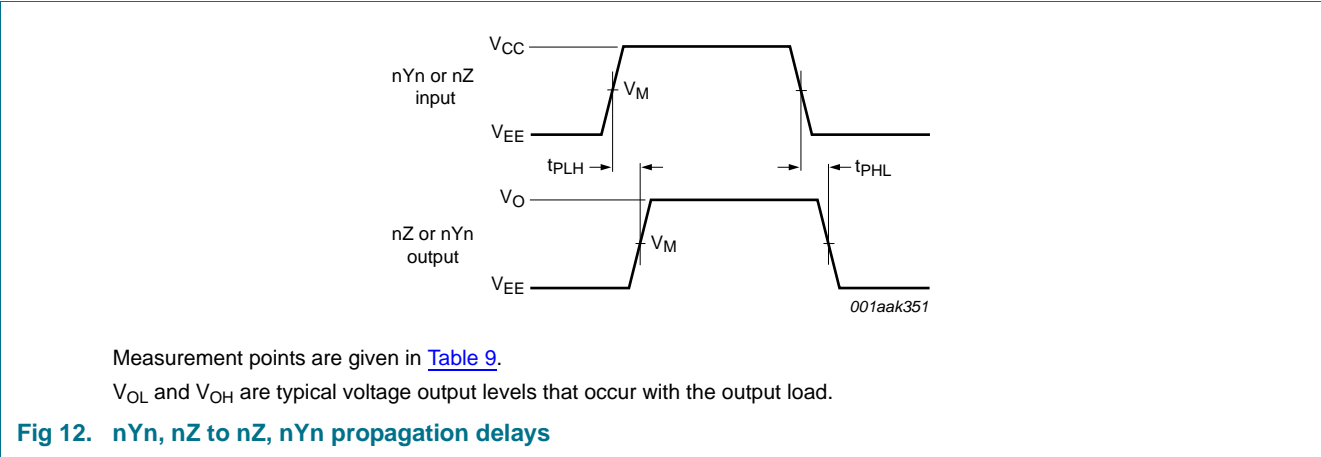 VCC
nYn or nZ
input
VM
VEE
tPLH
tPHL
VO
nZ or nYn
output
VM
VEE
001aak351
Measurement points are given in Table 9.
VOL and VOH are typical voltage output levels that occur with the output load.
Fig 12. nYn, nZ to nZ, nYn propagation delays